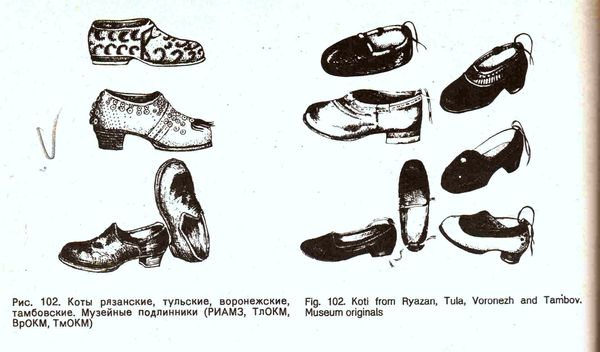 Рис. 102. Коты рязанские, тульские, воронежские,
тамбовские. Музейные подлинники (РИАМЗ, ТлОКМ,
ВрОКМ, ТмОКМ)
Fig. 102. Koti from Ryazan, Tula, Voronezh and Tambov.
Museum originals